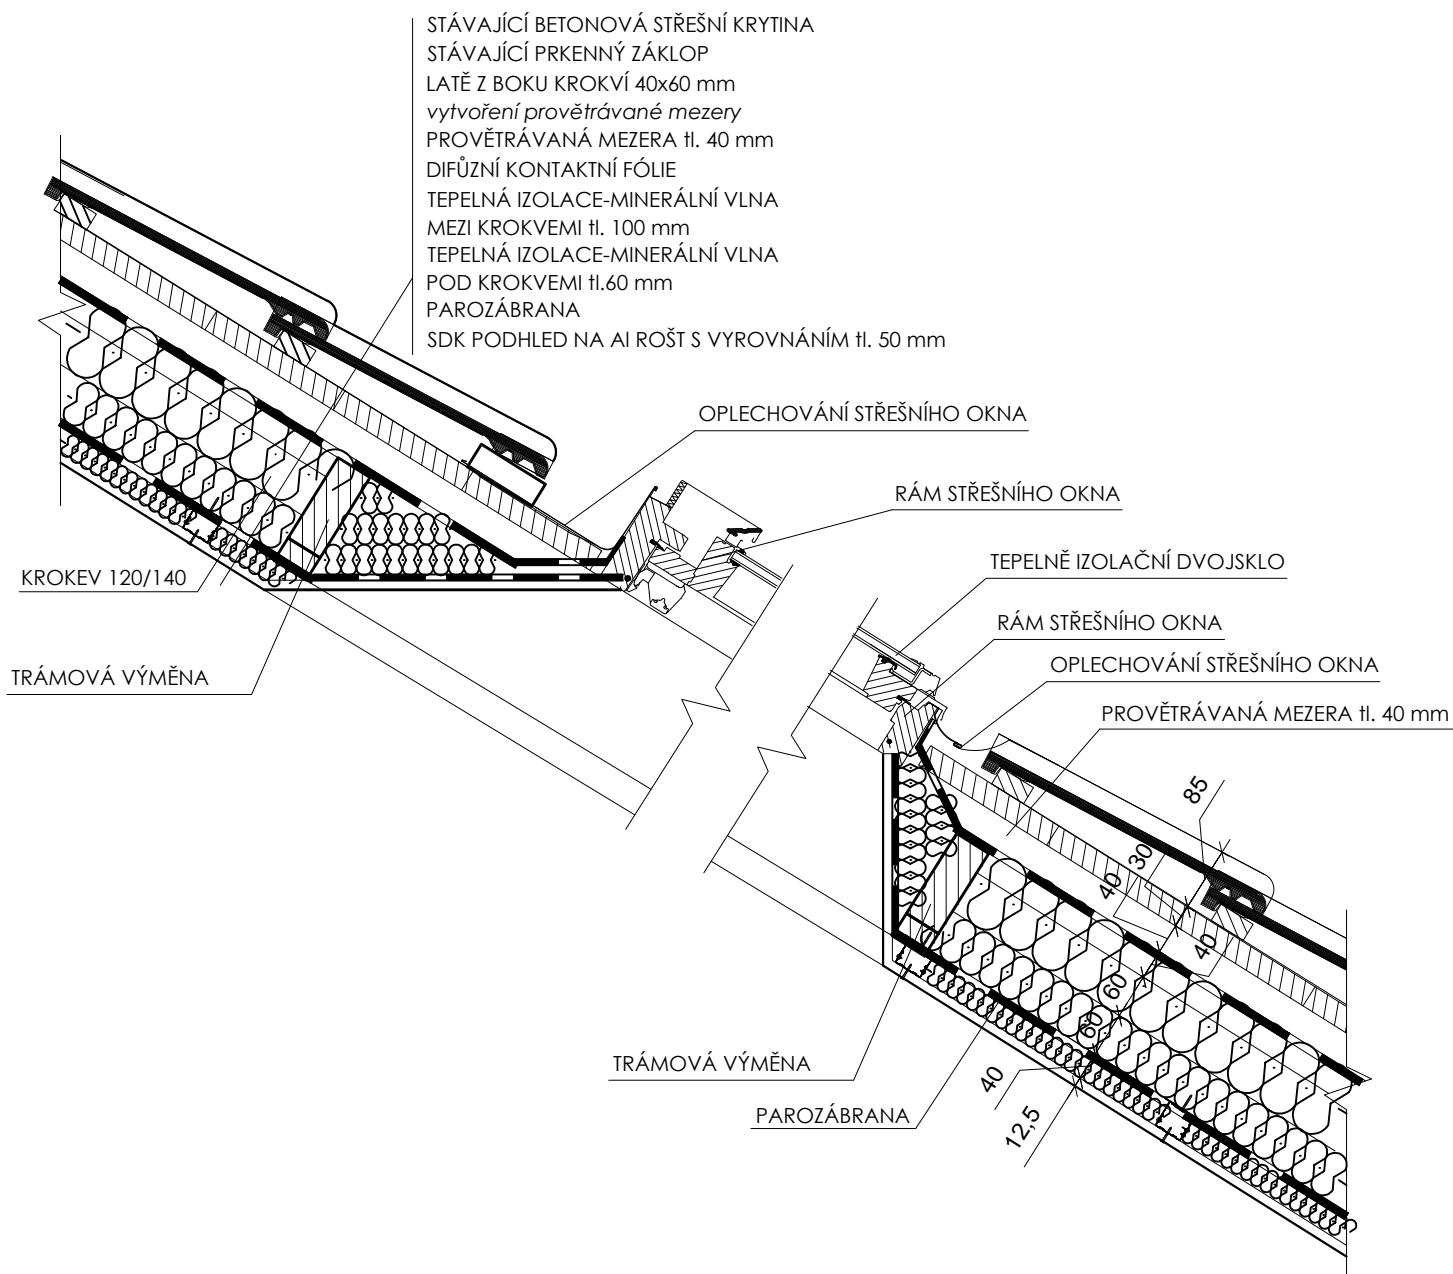 STÁVAJÍCÍ BETONOVÁ STŘEŠNÍ KRYTINA
STÁVAJÍCÍ PRKENNÝ ZÁKLOP
LATĚ Z BOKU KROKVÍ 40x60 mm
vytvoření provětrávané mezery
PROVĚTRÁVANÁ MEZERA tl. 40 mm
DIFŮZNÍ KONTAKTNÍ FÓLIE
TEPELNÁ IZOLACE-MINERÁLNÍ VLNA
MEZI KROKVEMI tl. 100 mm
TEPELNÁ IZOLACE-MINERÁLNÍ VLNA
POD KROKVEMI tl.60 mm
PAROZÁBRANA
SDK PODHLED NA Al ROŠT S VYROVNÁNÍM tl. 50 mm
OPLECHOVÁNÍ STŘEŠNÍHO OKNA
RÁM STŘEŠNÍHO OKNA
TEPELNĚ IZOLAČNÍ DVOJSKLO
KROKEV 120/140
RÁM STŘEŠNÍHO OKNA
OPLECHOVÁNÍ STŘEŠNÍHO OKNA
TRÁMOVÁ VÝMĚNA
PROVĚTRÁVANÁ MEZERA tl. 40 mm
85
30
40
40
60
60
40
12,5
TRÁMOVÁ VÝMĚNA
PAROZÁBRANA